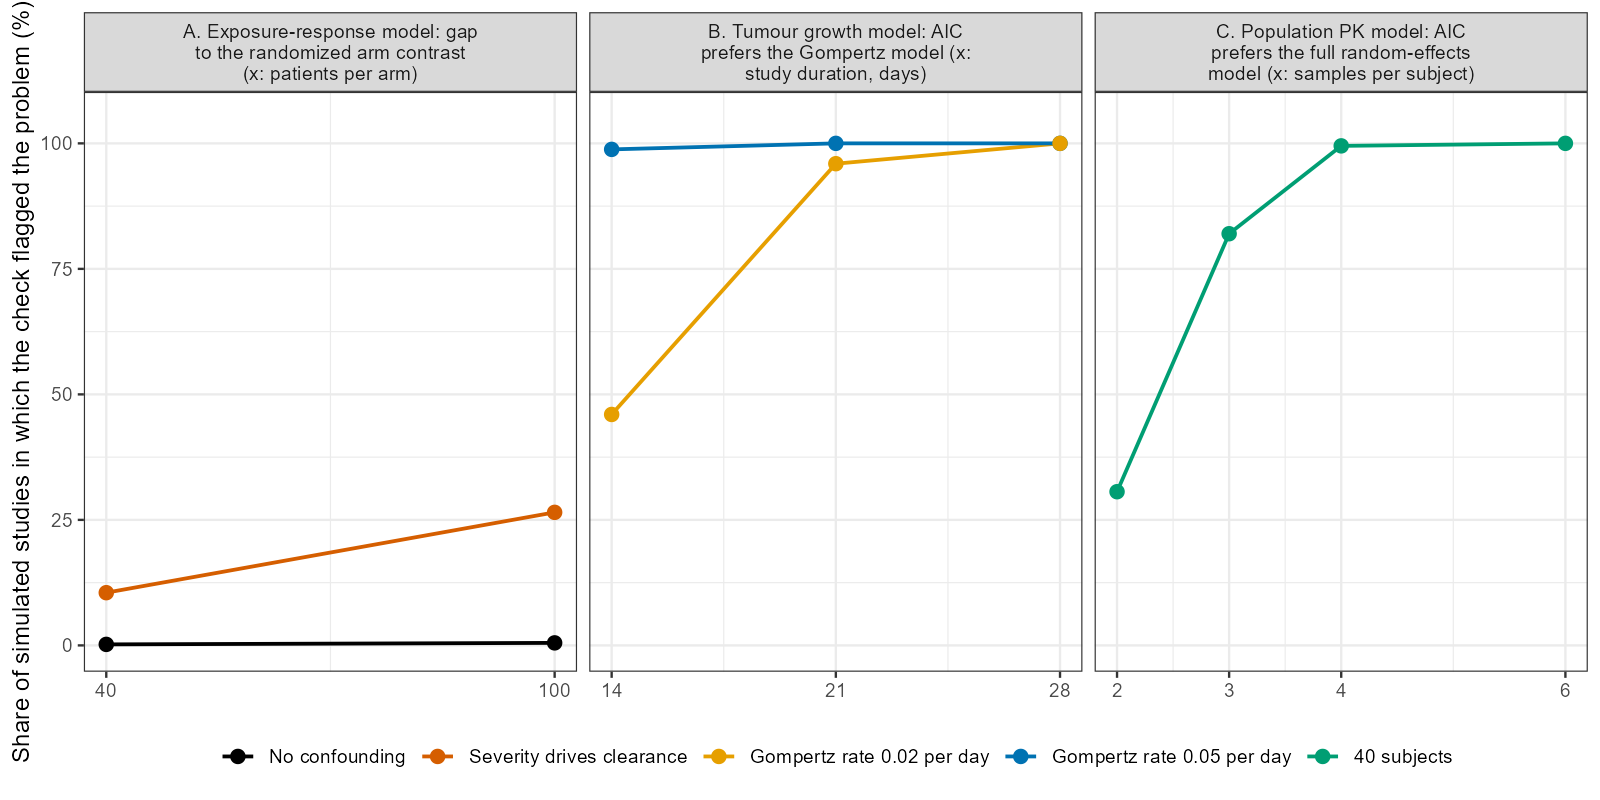 Share of simulated studies in which the check flagged the problem (%)
A. Exposure-response model: gap
to the randomized arm contrast
(x: patients per arm)
B. Tumour growth model: AIC
prefers the Gompertz model (x:
study duration, days)
C. Population PK model: AIC
prefers the full random-effects
model (x: samples per subject)
100
75
50
25
0
40 100
14 21 28
2 3 4 6
No confounding Severity drives clearance Gompertz rate 0.02 per day Gompertz rate 0.05 per day 40 subjects